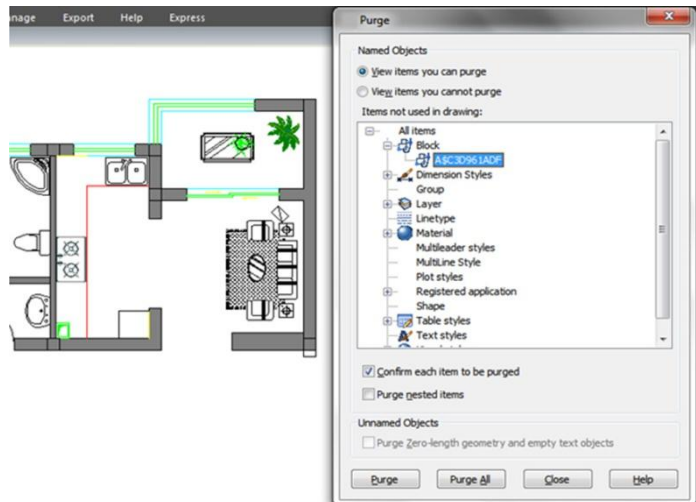 nage Export Help Express
Purge
Named Objects
View items you can purge
View items you cannot purge
Items not used in drawing:
All items
Block
A$C3D961ADF
Dimension Styles
Group
Layer
Linetype
Material
Multileader styles
MultiLine Style
Plot styles
Registered application
Shape
Table styles
Text styles
Confirm each item to be purged
Purge nested items
Unnamed Objects
Purge Zero-length geometry and empty text objects
Purge Purge All Close Help